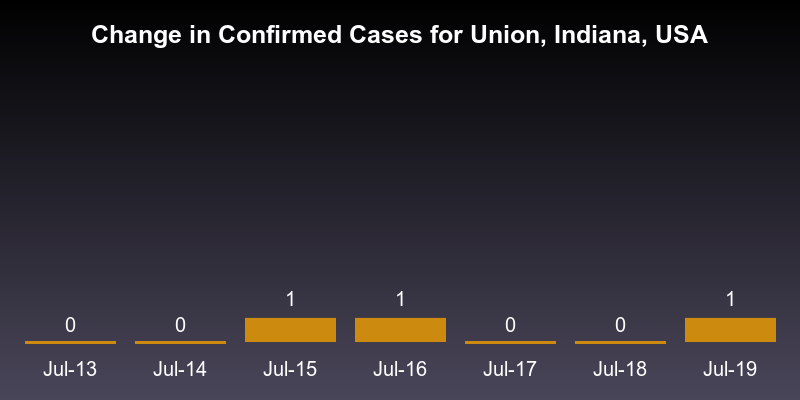 Change in Confirmed Cases for Union, Indiana, USA
0 0 1 1 0 0 1
Jul-13 Jul-14 Jul-15 Jul-16 Jul-17 Jul-18 Jul-19